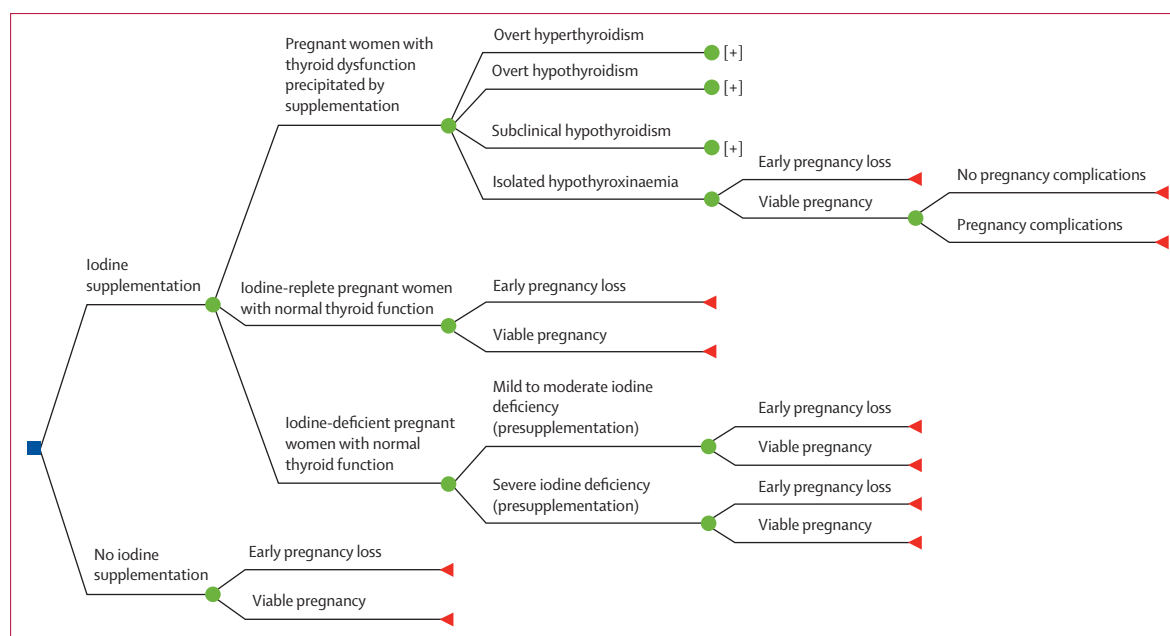 Pregnant women with
thyroid dysfunction
precipitated by
supplementation
Overt hyperthyroidism
[+]
Overt hypothyroidism
[+]
Subclinical hypothyroidism
[+]
Isolated hypothyroxinaemia
Early pregnancy loss
Viable pregnancy
No pregnancy complications
Pregnancy complications
Iodine
supplementation
Iodine-replete pregnant women
with normal thyroid function
Early pregnancy loss
Viable pregnancy
Iodine-deficient pregnant
women with normal
thyroid function
Mild to moderate iodine
deficiency
(presupplementation)
Early pregnancy loss
Viable pregnancy
Severe iodine deficiency
(presupplementation)
Early pregnancy loss
Viable pregnancy
No iodine
supplementation
Early pregnancy loss
Viable pregnancy